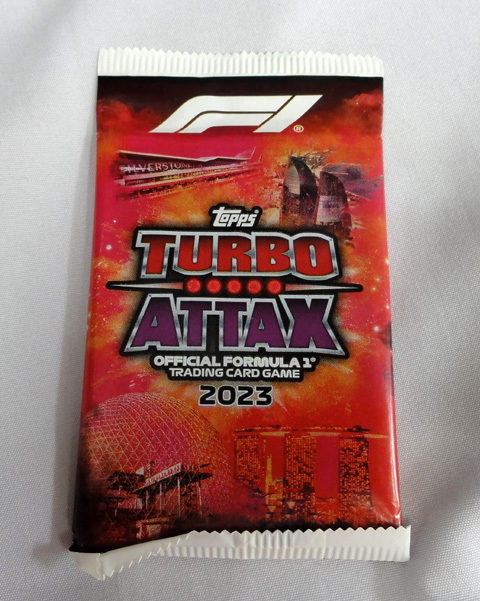 F1®
SILVERSTONE
Topps®
TURBO
ATTAX
OFFICIAL FORMULA 1®
TRADING CARD GAME
2023